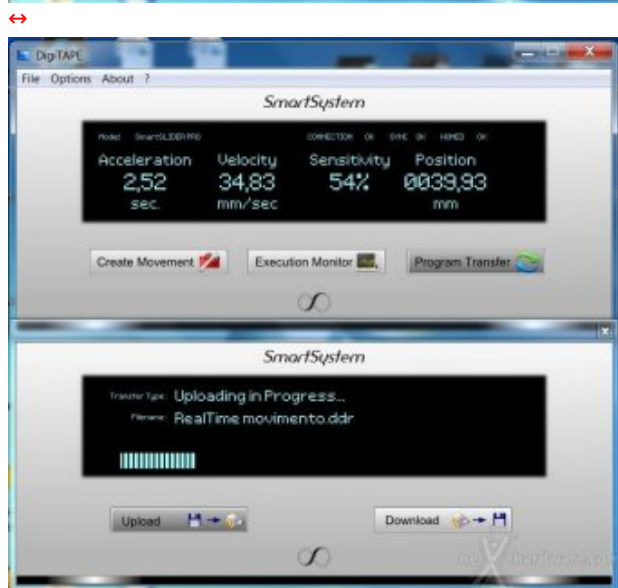 DigiTAPE
File Options About ?
SmartSystem
Model: SmartSLIDER PRO CONNECTION OK SYNC OK HOMED OK
Acceleration Velocity Sensitivity Position
2,52 34,83 54% 0039,93
sec. mm/sec mm
Create Movement Execution Monitor Program Transfer
SmartSystem
Transfer Type: Uploading in Progress...
Filename: RealTime movimento.ddr
Upload Download